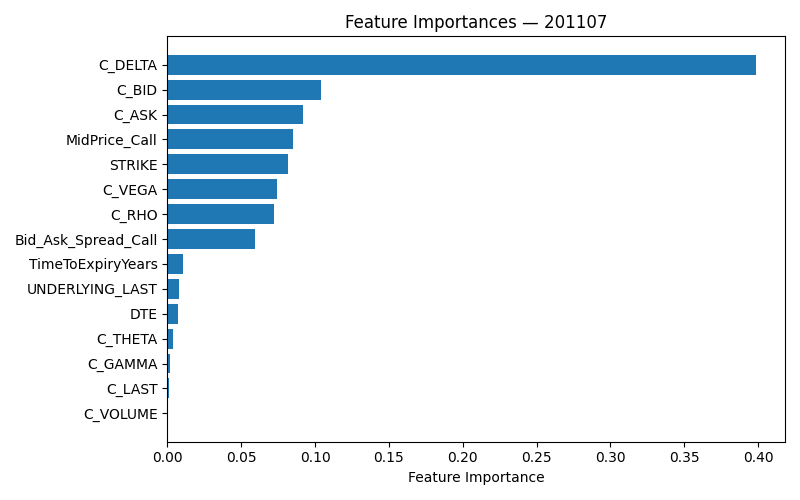 Feature Importances — 201107
C_DELTA
C_BID
C_ASK
MidPrice_Call
STRIKE
C_VEGA
C_RHO
Bid_Ask_Spread_Call
TimeToExpiryYears
UNDERLYING_LAST
DTE
C_THETA
C_GAMMA
C_LAST
C_VOLUME
0.00 0.05 0.10 0.15 0.20 0.25 0.30 0.35 0.40
Feature Importance